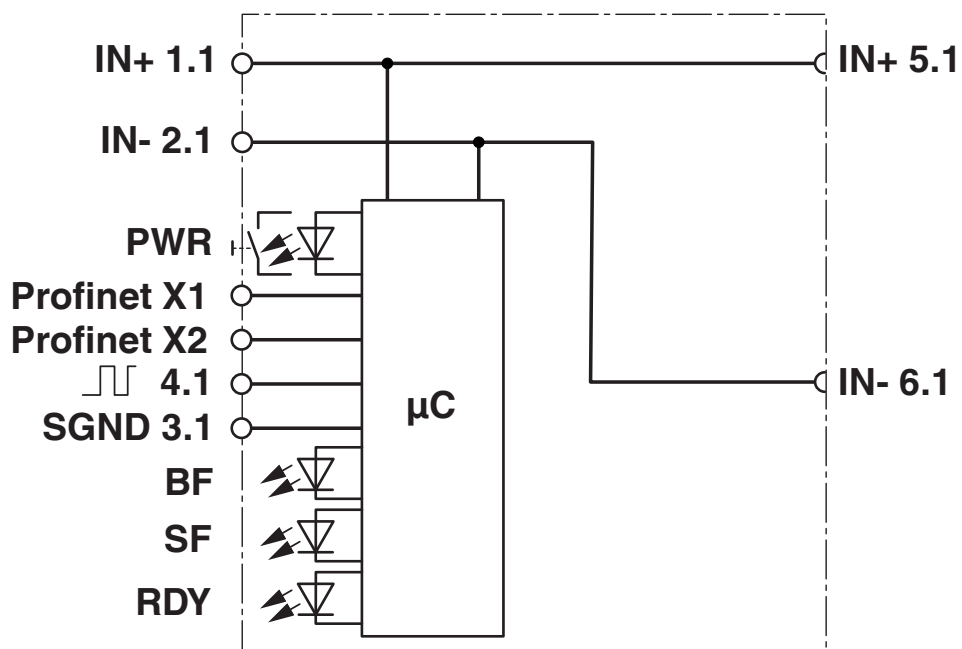 IN+ 1.1
IN+ 5.1
IN- 2.1
PWR
Profinet X1
Profinet X2
4.1
IN- 6.1
µC
SGND 3.1
BF
SF
RDY